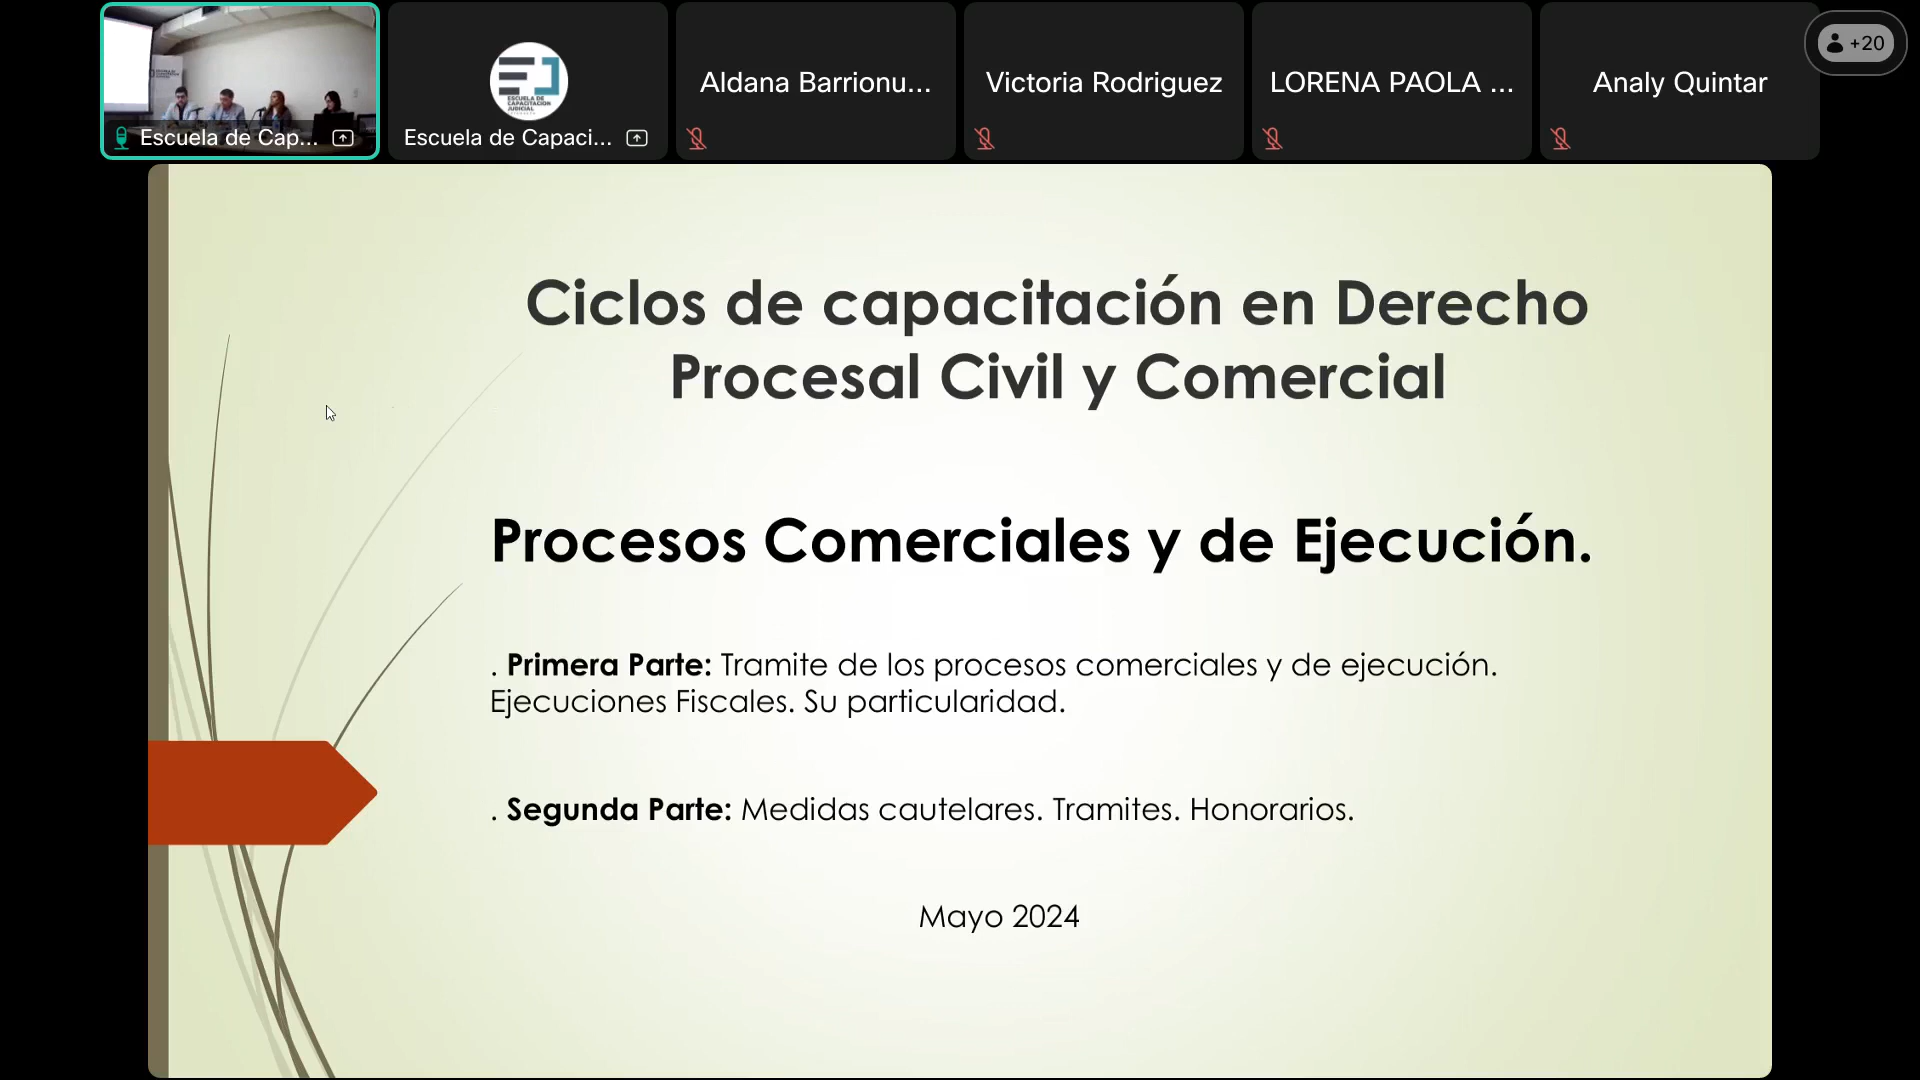 Escuela de Cap...
ESCUELA DE
CAPACITACION
JUDICIAL
Escuela de Capaci...
Aldana Barrionu...
Victoria Rodriguez
LORENA PAOLA ...
Analy Quintar
+20
Ciclos de capacitación en Derecho
Procesal Civil y Comercial
Procesos Comerciales y de Ejecución.
. Primera Parte: Tramite de los procesos comerciales y de ejecución.
Ejecuciones Fiscales. Su particularidad.
. Segunda Parte: Medidas cautelares. Tramites. Honorarios.
Mayo 2024